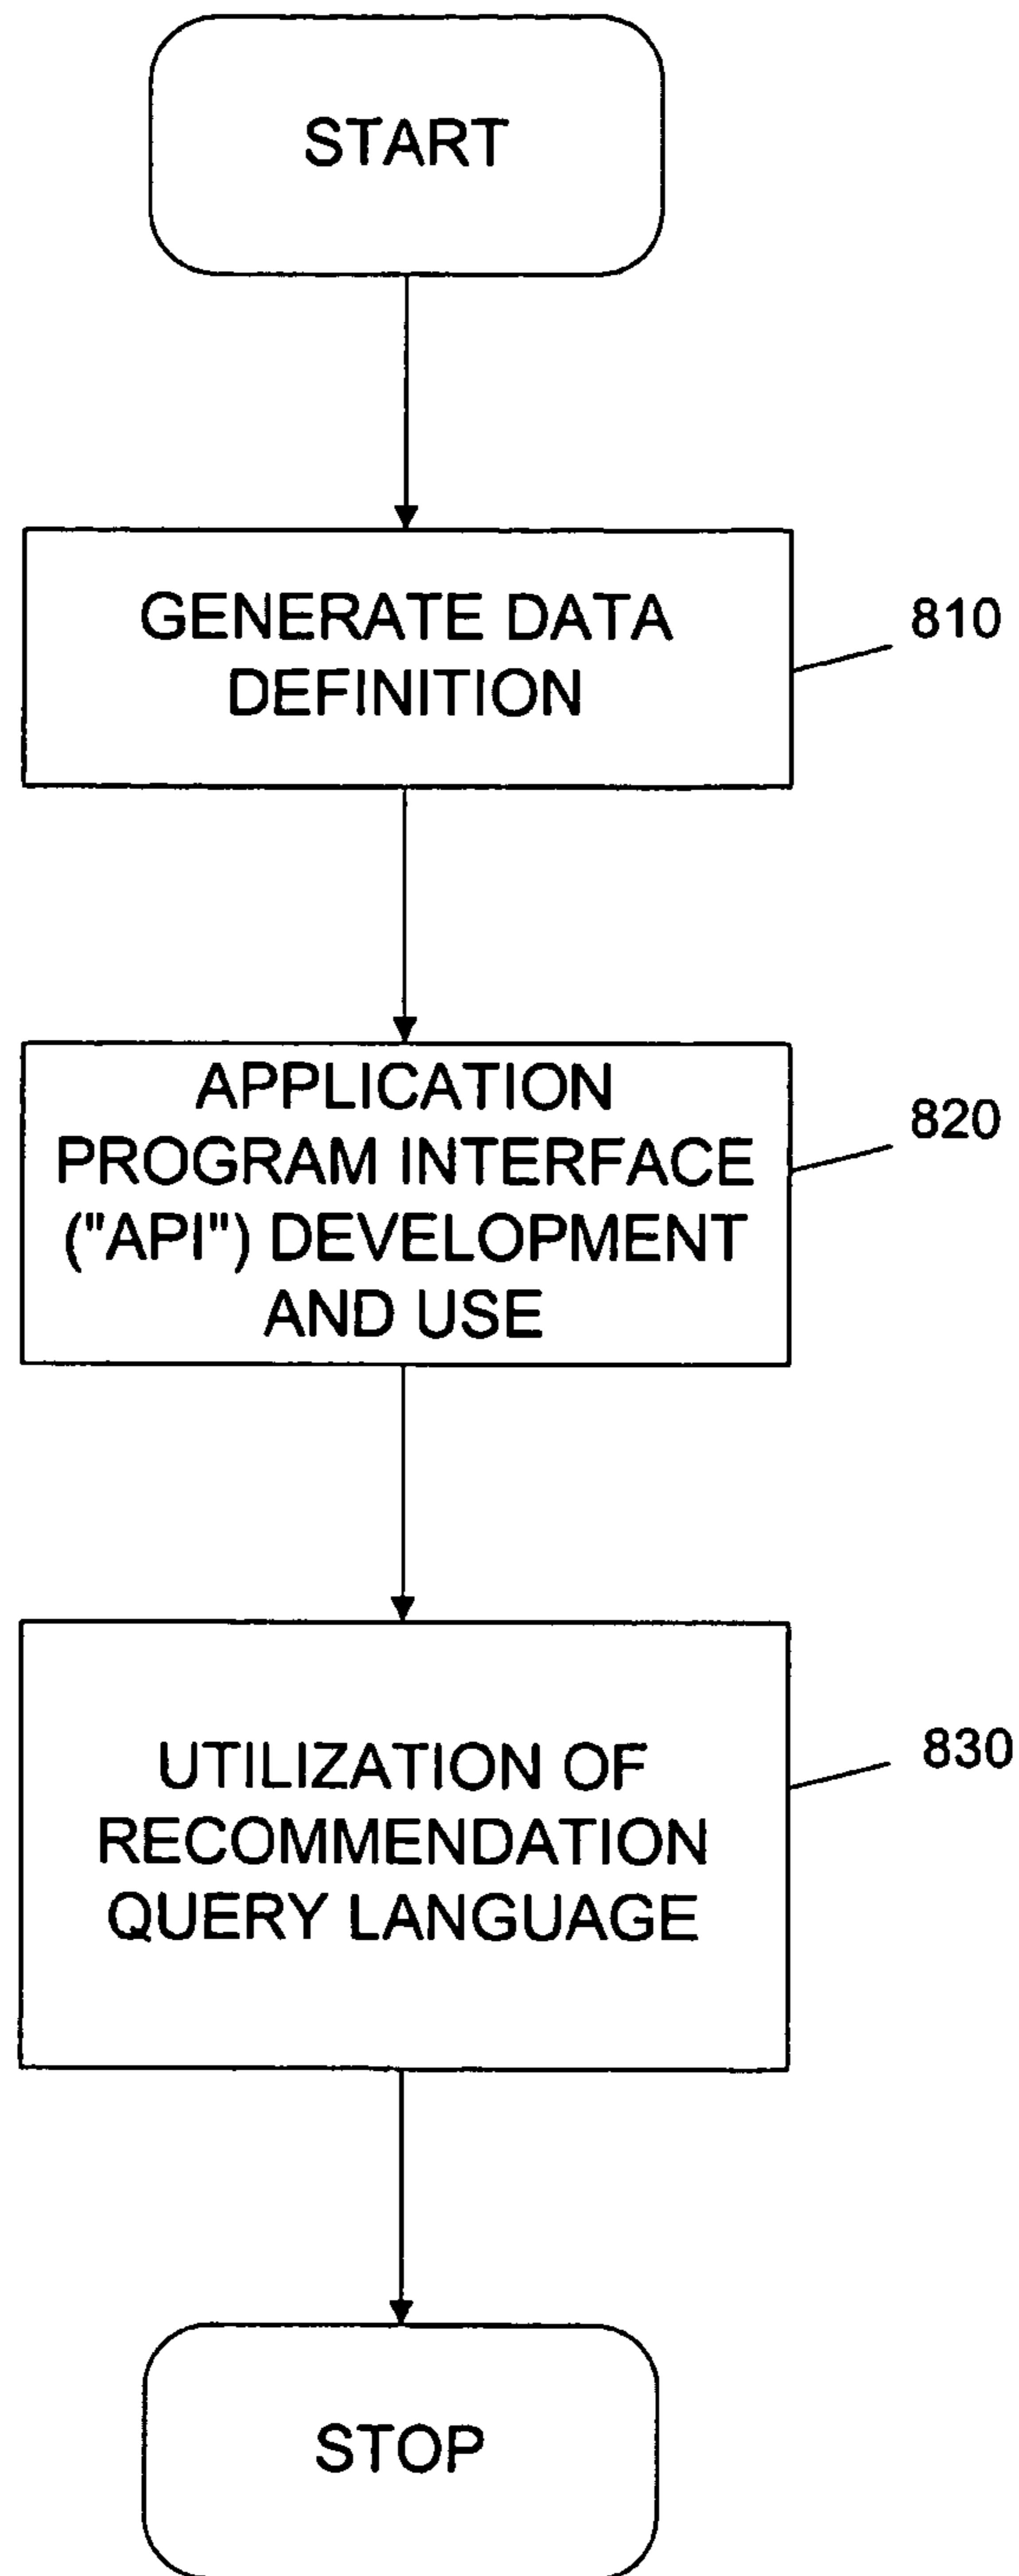 START
GENERATE DATA
DEFINITION
810
APPLICATION
PROGRAM INTERFACE
("API") DEVELOPMENT
AND USE
820
UTILIZATION OF
RECOMMENDATION
QUERY LANGUAGE
830
STOP